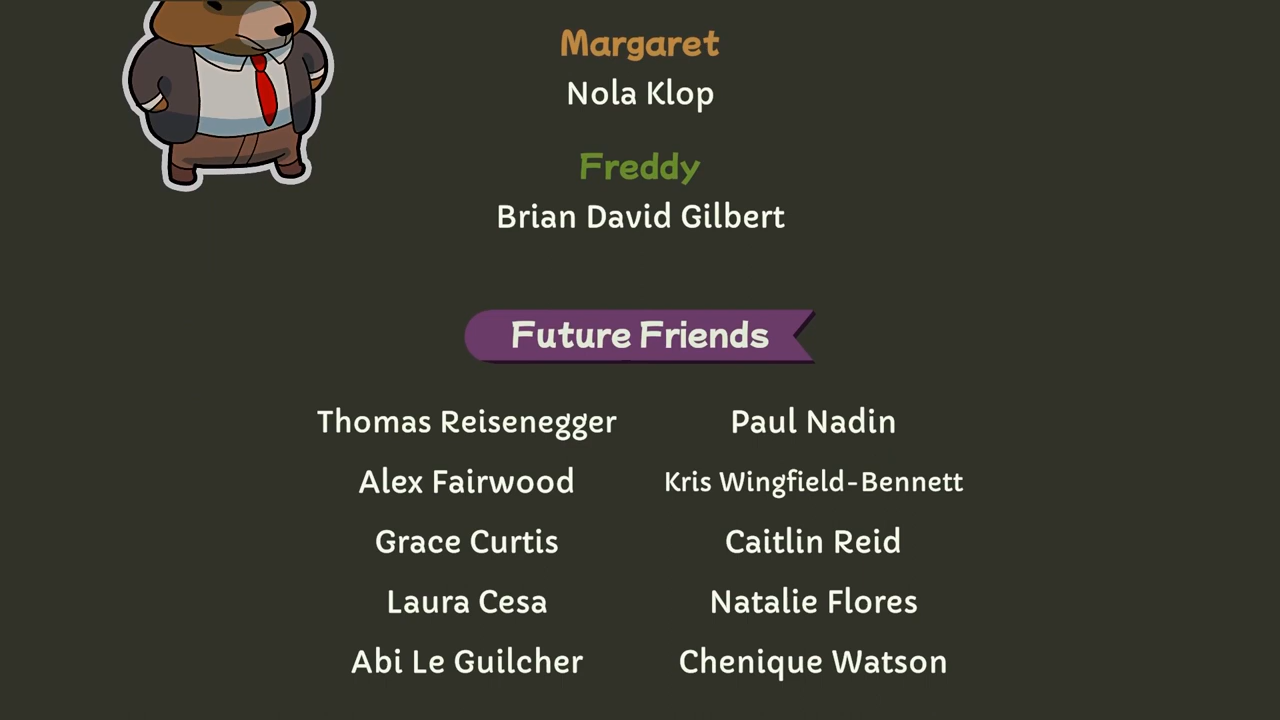 Margaret
Nola Klop
Freddy
Brian David Gilbert
Future Friends
Thomas Reisenegger
Paul Nadin
Alex Fairwood
Kris Wingfield-Bennett
Grace Curtis
Caitlin Reid
Laura Cesa
Natalie Flores
Abi Le Guilcher
Chenique Watson